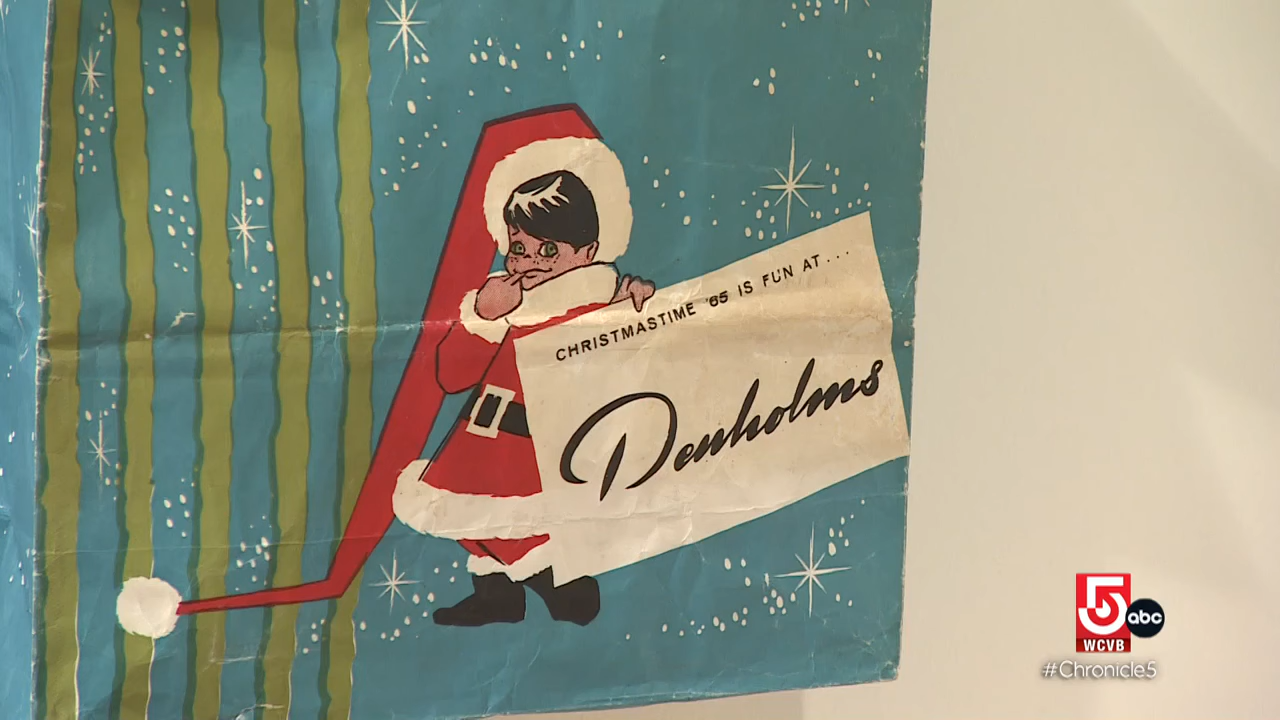 CHRISTMASTIME '65 IS FUN AT...
Denholms
5
abc
WCVB
#Chronicle5